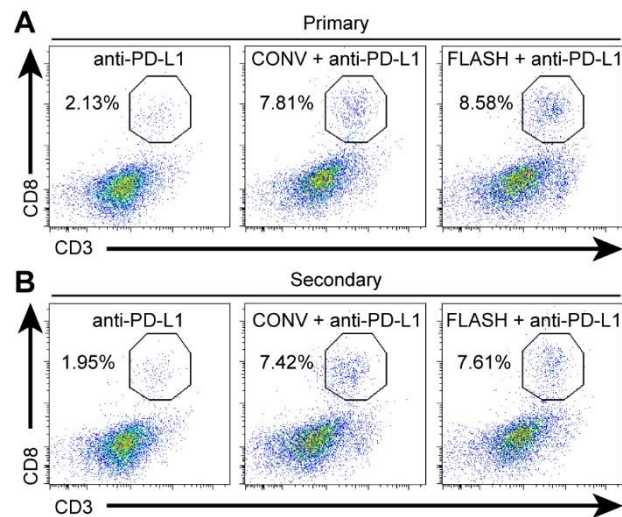 A
Primary
anti-PD-L1
CONV + anti-PD-L1
FLASH + anti-PD-L1
2.13%
7.81%
8.58%
CD8
CD3
B
Secondary
anti-PD-L1
CONV + anti-PD-L1
FLASH + anti-PD-L1
1.95%
7.42%
7.61%
CD8
CD3